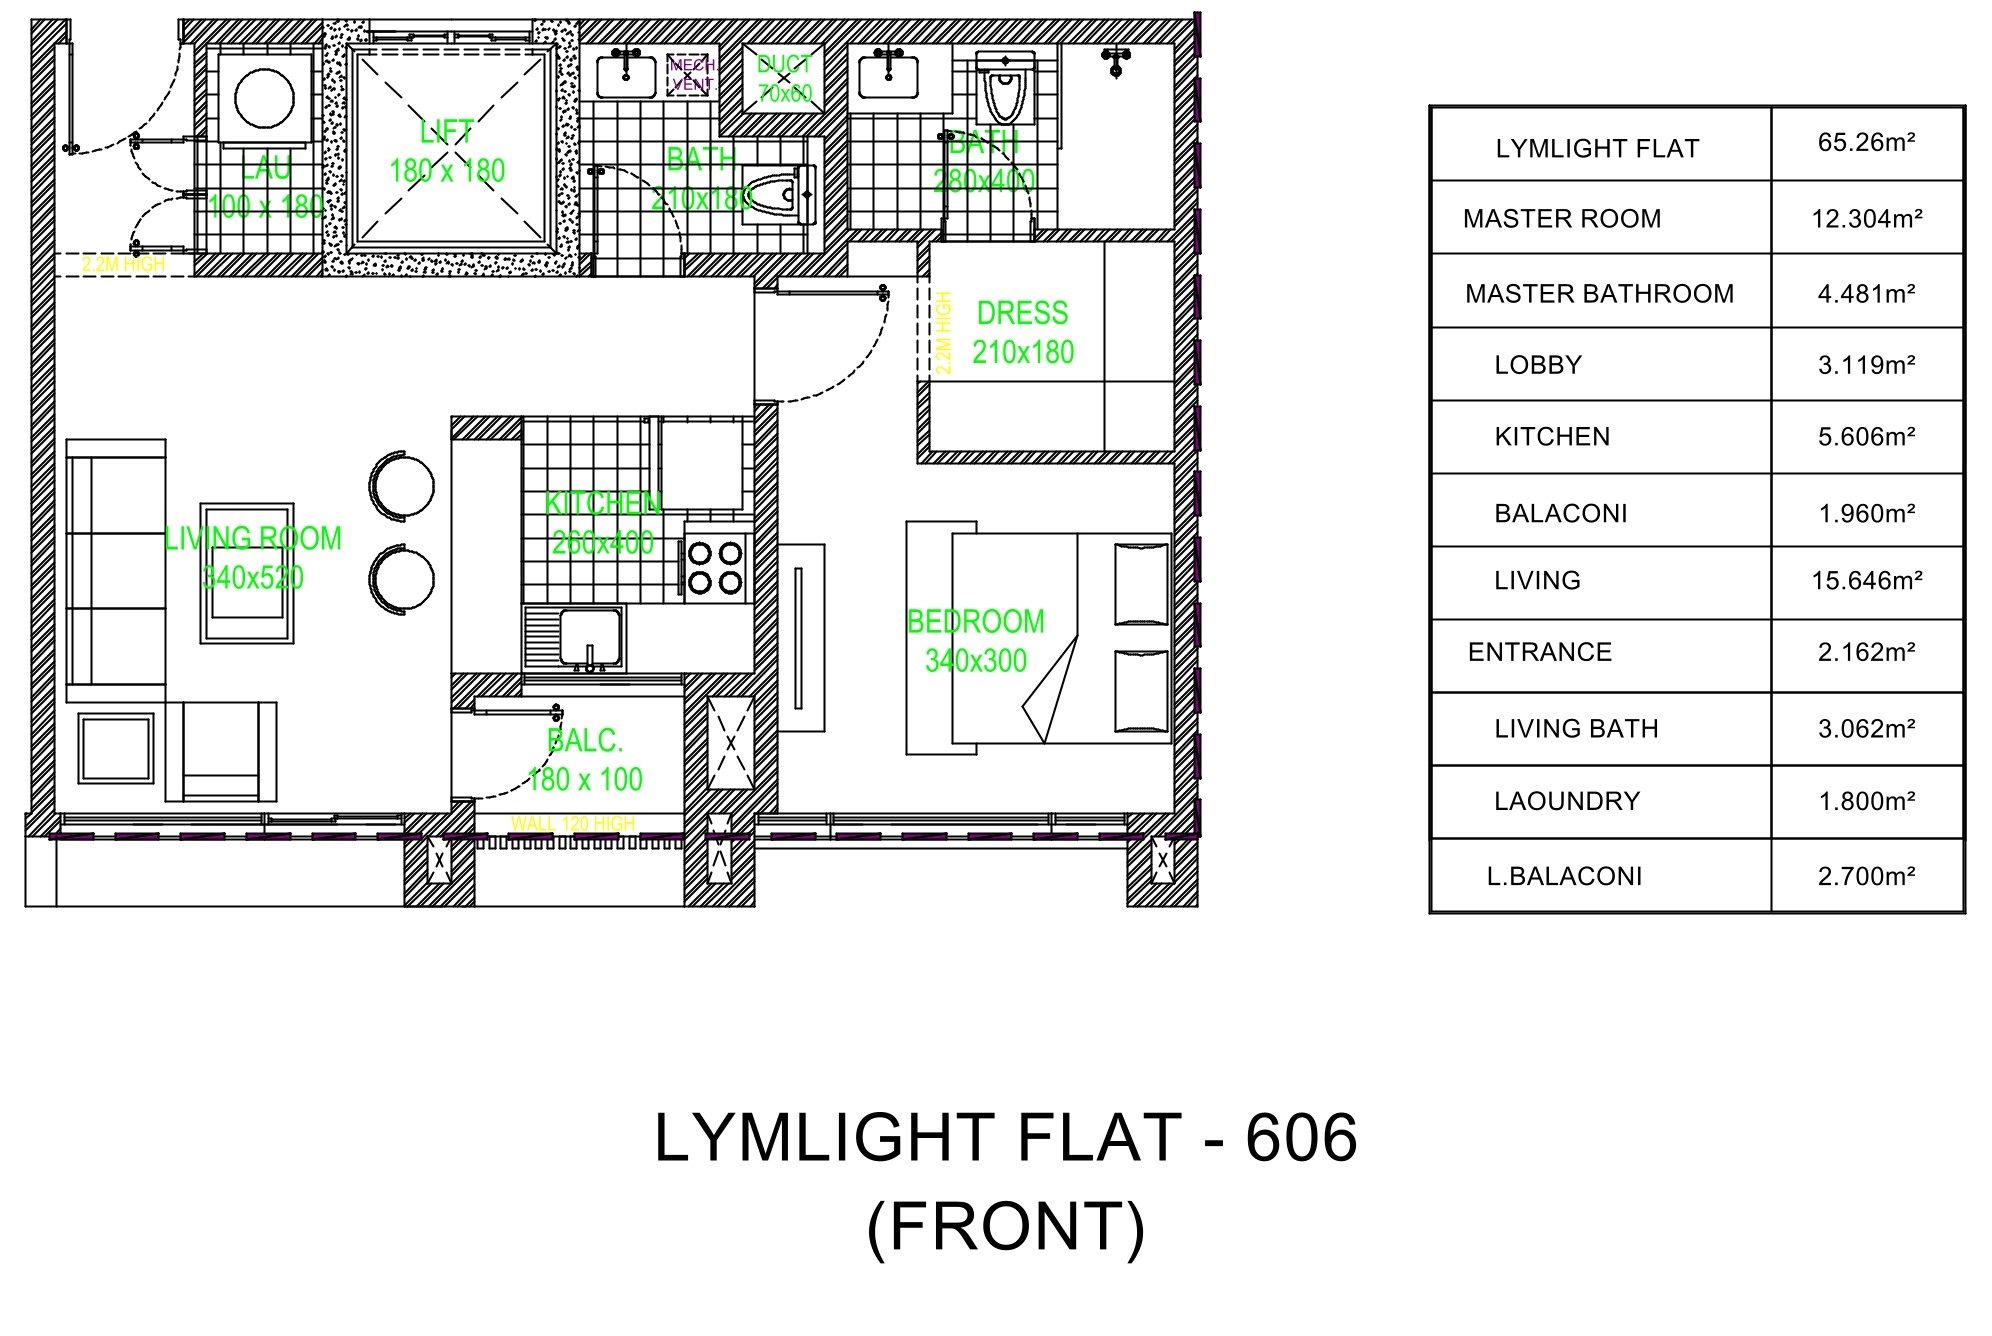 MECH.
VENT.
DUCT
70x60
LIFT
180 x 180
LAU
100 x 180
BATH
210x180
BATH
280x400
2.2M HIGH
2.2M HIGH
DRESS
210x180
KITCHEN
260x400
LIVING ROOM
340x520
BEDROOM
340x300
BALC.
180 x 100
WALL 120 HIGH
LYMLIGHT FLAT 65.26m²
MASTER ROOM 12.304m²
MASTER BATHROOM 4.481m²
LOBBY 3.119m²
KITCHEN 5.606m²
BALACONI 1.960m²
LIVING 15.646m²
ENTRANCE 2.162m²
LIVING BATH 3.062m²
LAOUNDRY 1.800m²
L.BALACONI 2.700m²
LYMLIGHT FLAT - 606
(FRONT)